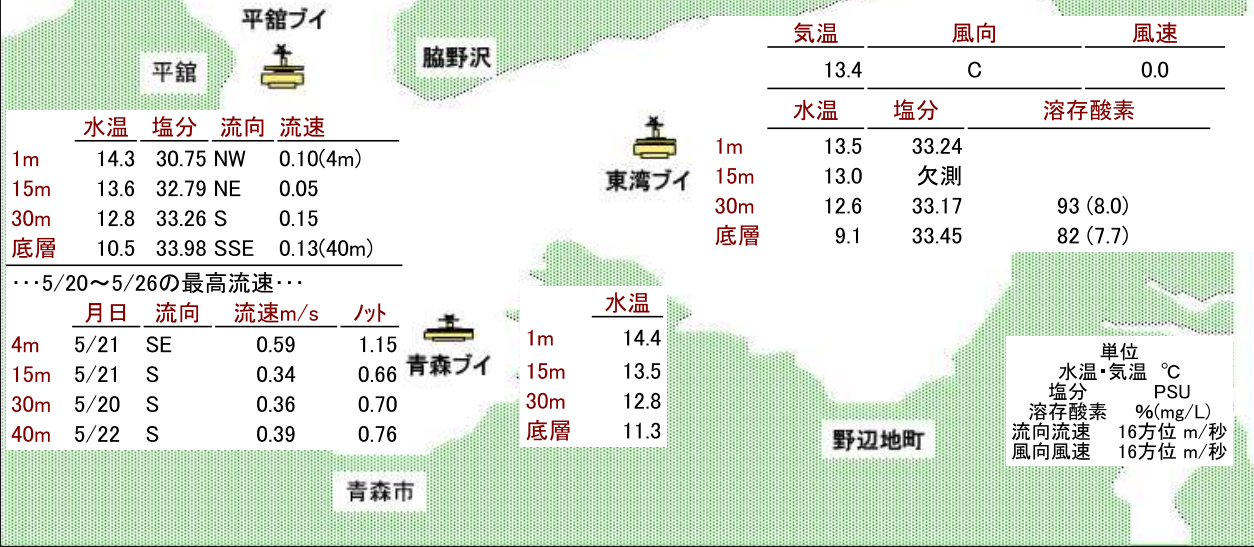 平舘ブイ
平舘
脇野沢
水温 塩分 流向 流速
1m 14.3 30.75 NW 0.10(4m)
15m 13.6 32.79 NE 0.05
30m 12.8 33.26 S 0.15
底層 10.5 33.98 SSE 0.13(40m)
･･･5/20～5/26の最高流速･･･
月日 流向 流速m/s ノット
4m 5/21 SE 0.59 1.15
15m 5/21 S 0.34 0.66
30m 5/20 S 0.36 0.70
40m 5/22 S 0.39 0.76
気温 風向 風速
13.4 C 0.0
水温 塩分 溶存酸素
1m 13.5 33.24
15m 13.0 欠測
30m 12.6 33.17 93 (8.0)
底層 9.1 33.45 82 (7.7)
東湾ブイ
青森ブイ
水温
1m 14.4
15m 13.5
30m 12.8
底層 11.3
青森市
野辺地町
単位
水温・気温 ℃
塩分 PSU
溶存酸素 %(mg/L)
流向流速 16方位 m/秒
風向風速 16方位 m/秒